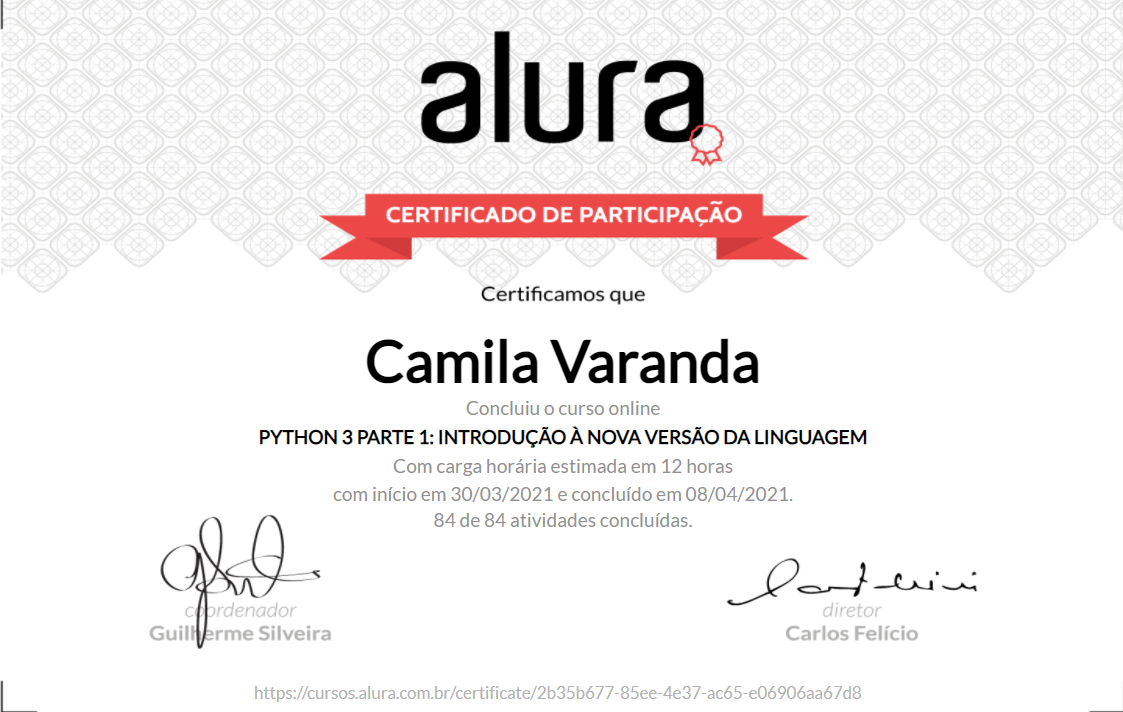 alura
CERTIFICADO DE PARTICIPAÇÃO
Certificamos que
Camila Varanda
Concluiu o curso online
PYTHON 3 PARTE 1: INTRODUÇÃO À NOVA VERSÃO DA LINGUAGEM
Com carga horária estimada em 12 horas
com início em 30/03/2021 e concluído em 08/04/2021.
84 de 84 atividades concluídas.
coordenador
Guilherme Silveira
diretor
Carlos Felício
https://cursos.alura.com.br/certificate/2b35b677-85ee-4e37-ac65-e06906aa67d8